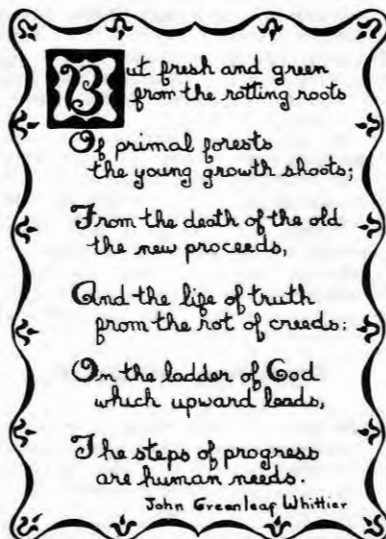 But fresh and green
from the rotting roots
Of primal forests
the young growth shoots;
From the death of the old
the new proceeds,
And the life of truth
from the rot of creeds:
On the ladder of God
which upward leads,
The steps of progress
are human needs.
John Greenleaf Whittier